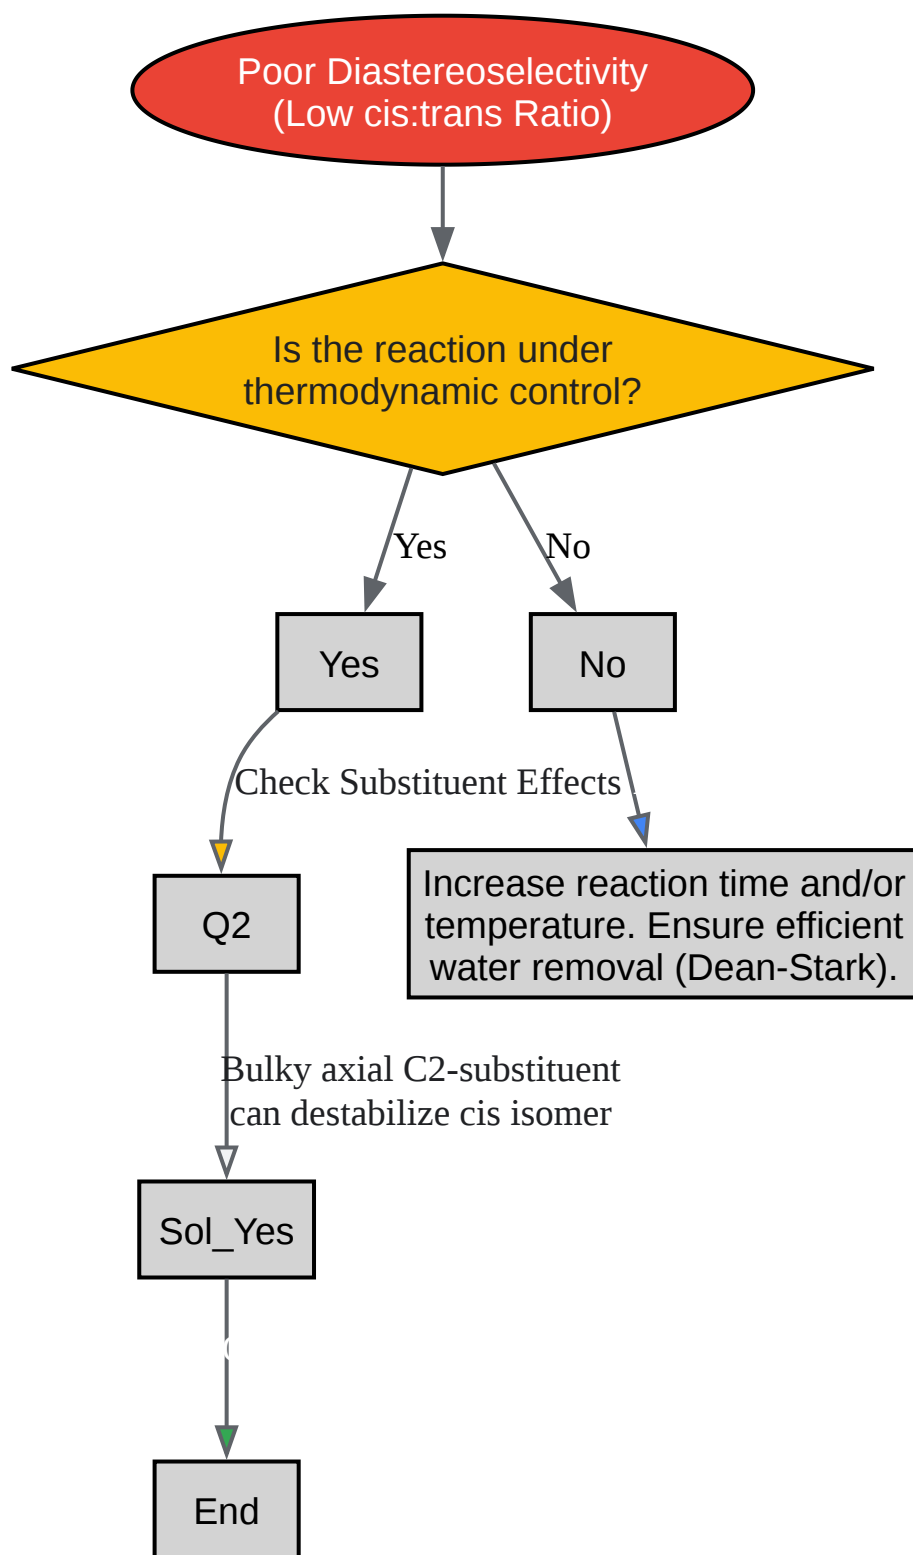 Poor Diastereoselectivity
(Low cis:trans Ratio)
Is the reaction under
thermodynamic control?
Yes
No
Yes
No
Check Substituent Effects
Q2
Increase reaction time and/or
temperature. Ensure efficient
water removal (Dean-Stark).
Bulky axial C2-substituent
can destabilize cis isomer
Sol_Yes
End